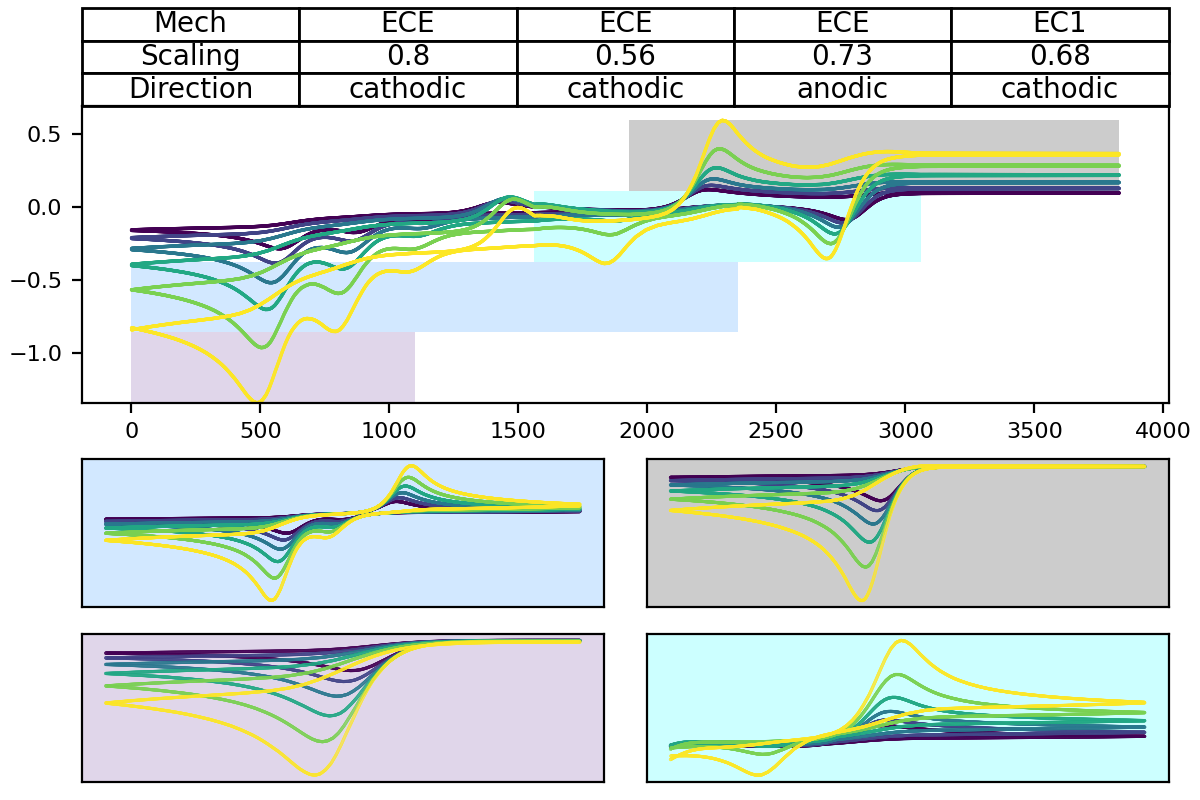 Mech ECE ECE ECE EC1
Scaling 0.8 0.56 0.73 0.68
Direction cathodic cathodic anodic cathodic
0.5
0.0
−0.5
−1.0
0 500 1000 1500 2000 2500 3000 3500 4000